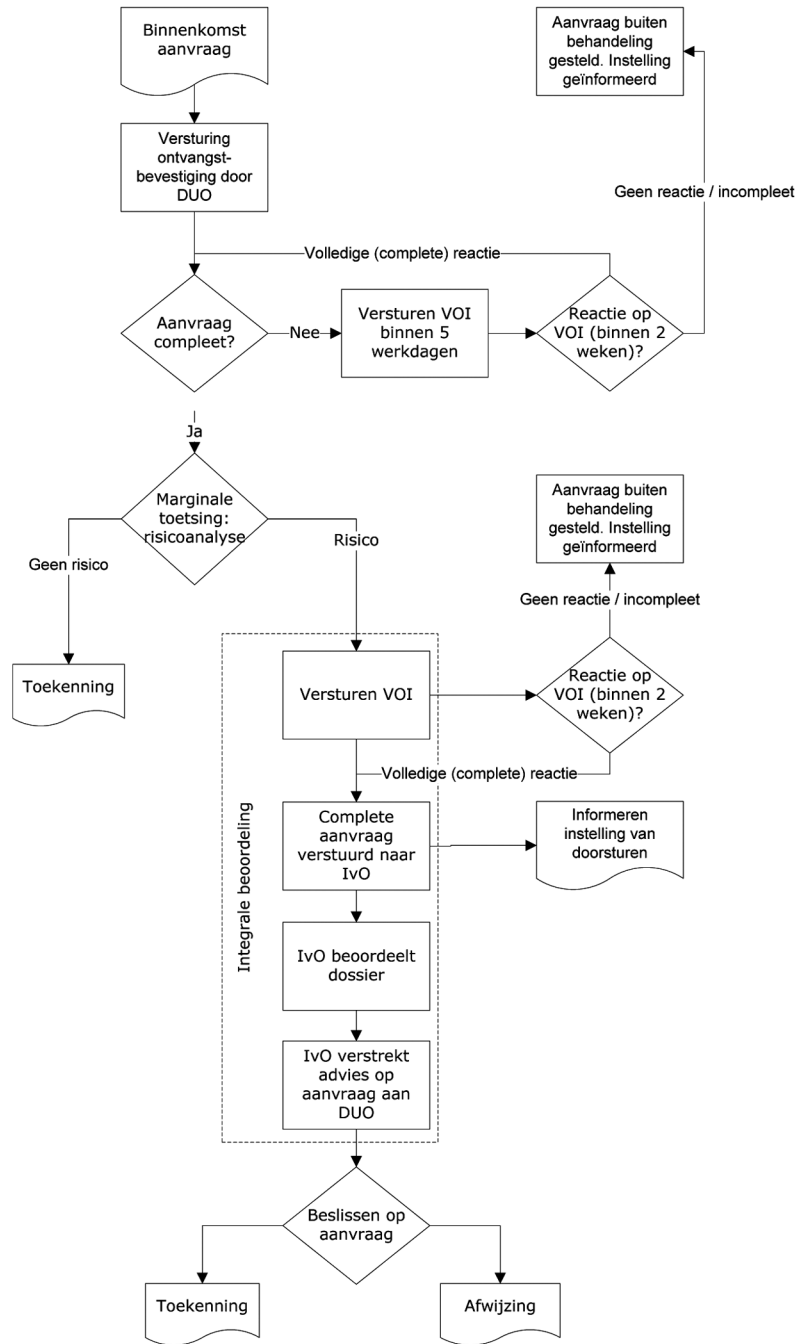 Binnenkomst
aanvraag
Aanvraag buiten
behandeling
gesteld. Instelling
geïnformeerd
Versturing
ontvangst-
bevestiging door
DUO
Geen reactie / incompleet
Volledige (complete) reactie
Aanvraag
compleet?
Nee
Versturen VOI
binnen 5
werkdagen
Reactie op
VOI (binnen 2
weken)?
Ja
Marginale
toetsing:
risicoanalyse
Geen risico
Risico
Aanvraag buiten
behandeling
gesteld. Instelling
geïnformeerd
Geen reactie / incompleet
Toekenning
Versturen VOI
Reactie op
VOI (binnen 2
weken)?
Volledige (complete) reactie
Integrale beoordeling
Complete
aanvraag
verstuurd naar
IvO
Informeren
instelling van
doorsturen
IvO beoordeelt
dossier
IvO verstrekt
advies op
aanvraag aan
DUO
Beslissen op
aanvraag
Toekenning
Afwijzing